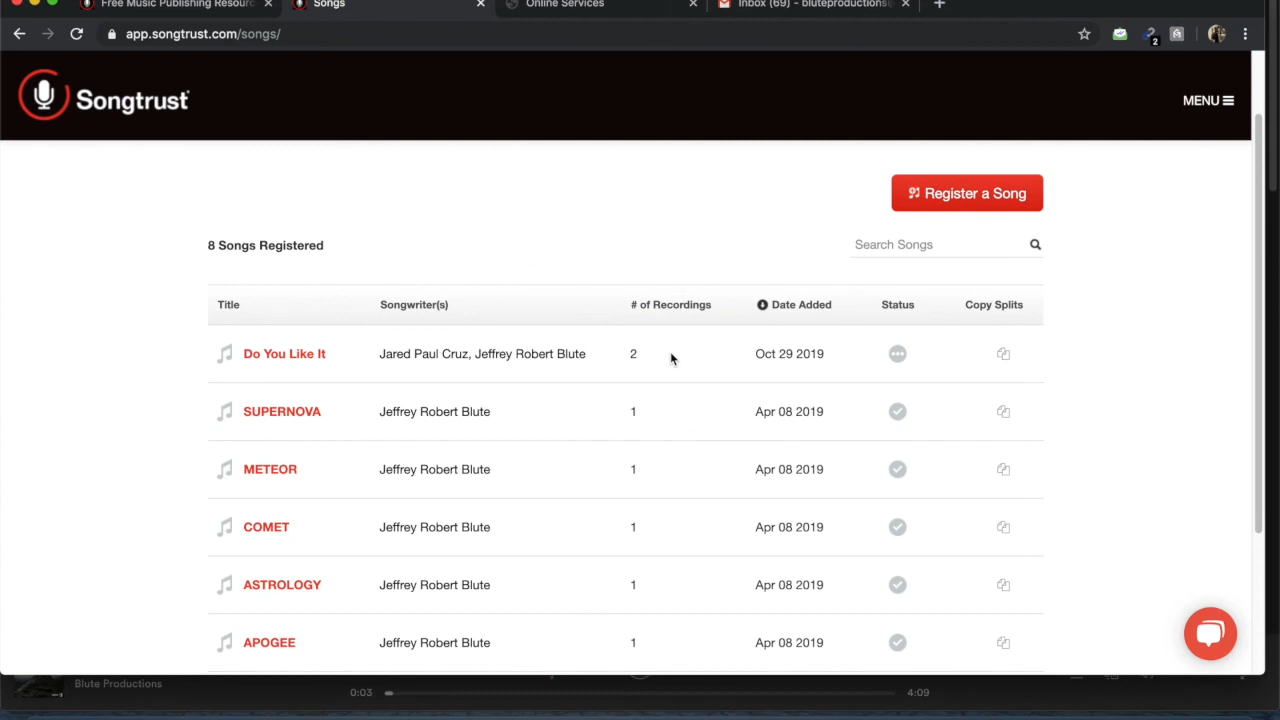 Free Music Publishing Resourc
Songs
Online Services
Inbox (69) - bluteproductions
app.songtrust.com/songs/
2
Songtrust
MENU
Register a Song
8 Songs Registered
Search Songs
Title Songwriter(s) # of Recordings Date Added Status Copy Splits
Do You Like It Jared Paul Cruz, Jeffrey Robert Blute 2 Oct 29 2019
SUPERNOVA Jeffrey Robert Blute 1 Apr 08 2019
METEOR Jeffrey Robert Blute 1 Apr 08 2019
COMET Jeffrey Robert Blute 1 Apr 08 2019
ASTROLOGY Jeffrey Robert Blute 1 Apr 08 2019
APOGEE Jeffrey Robert Blute 1 Apr 08 2019
Blute Productions
0:03 4:09